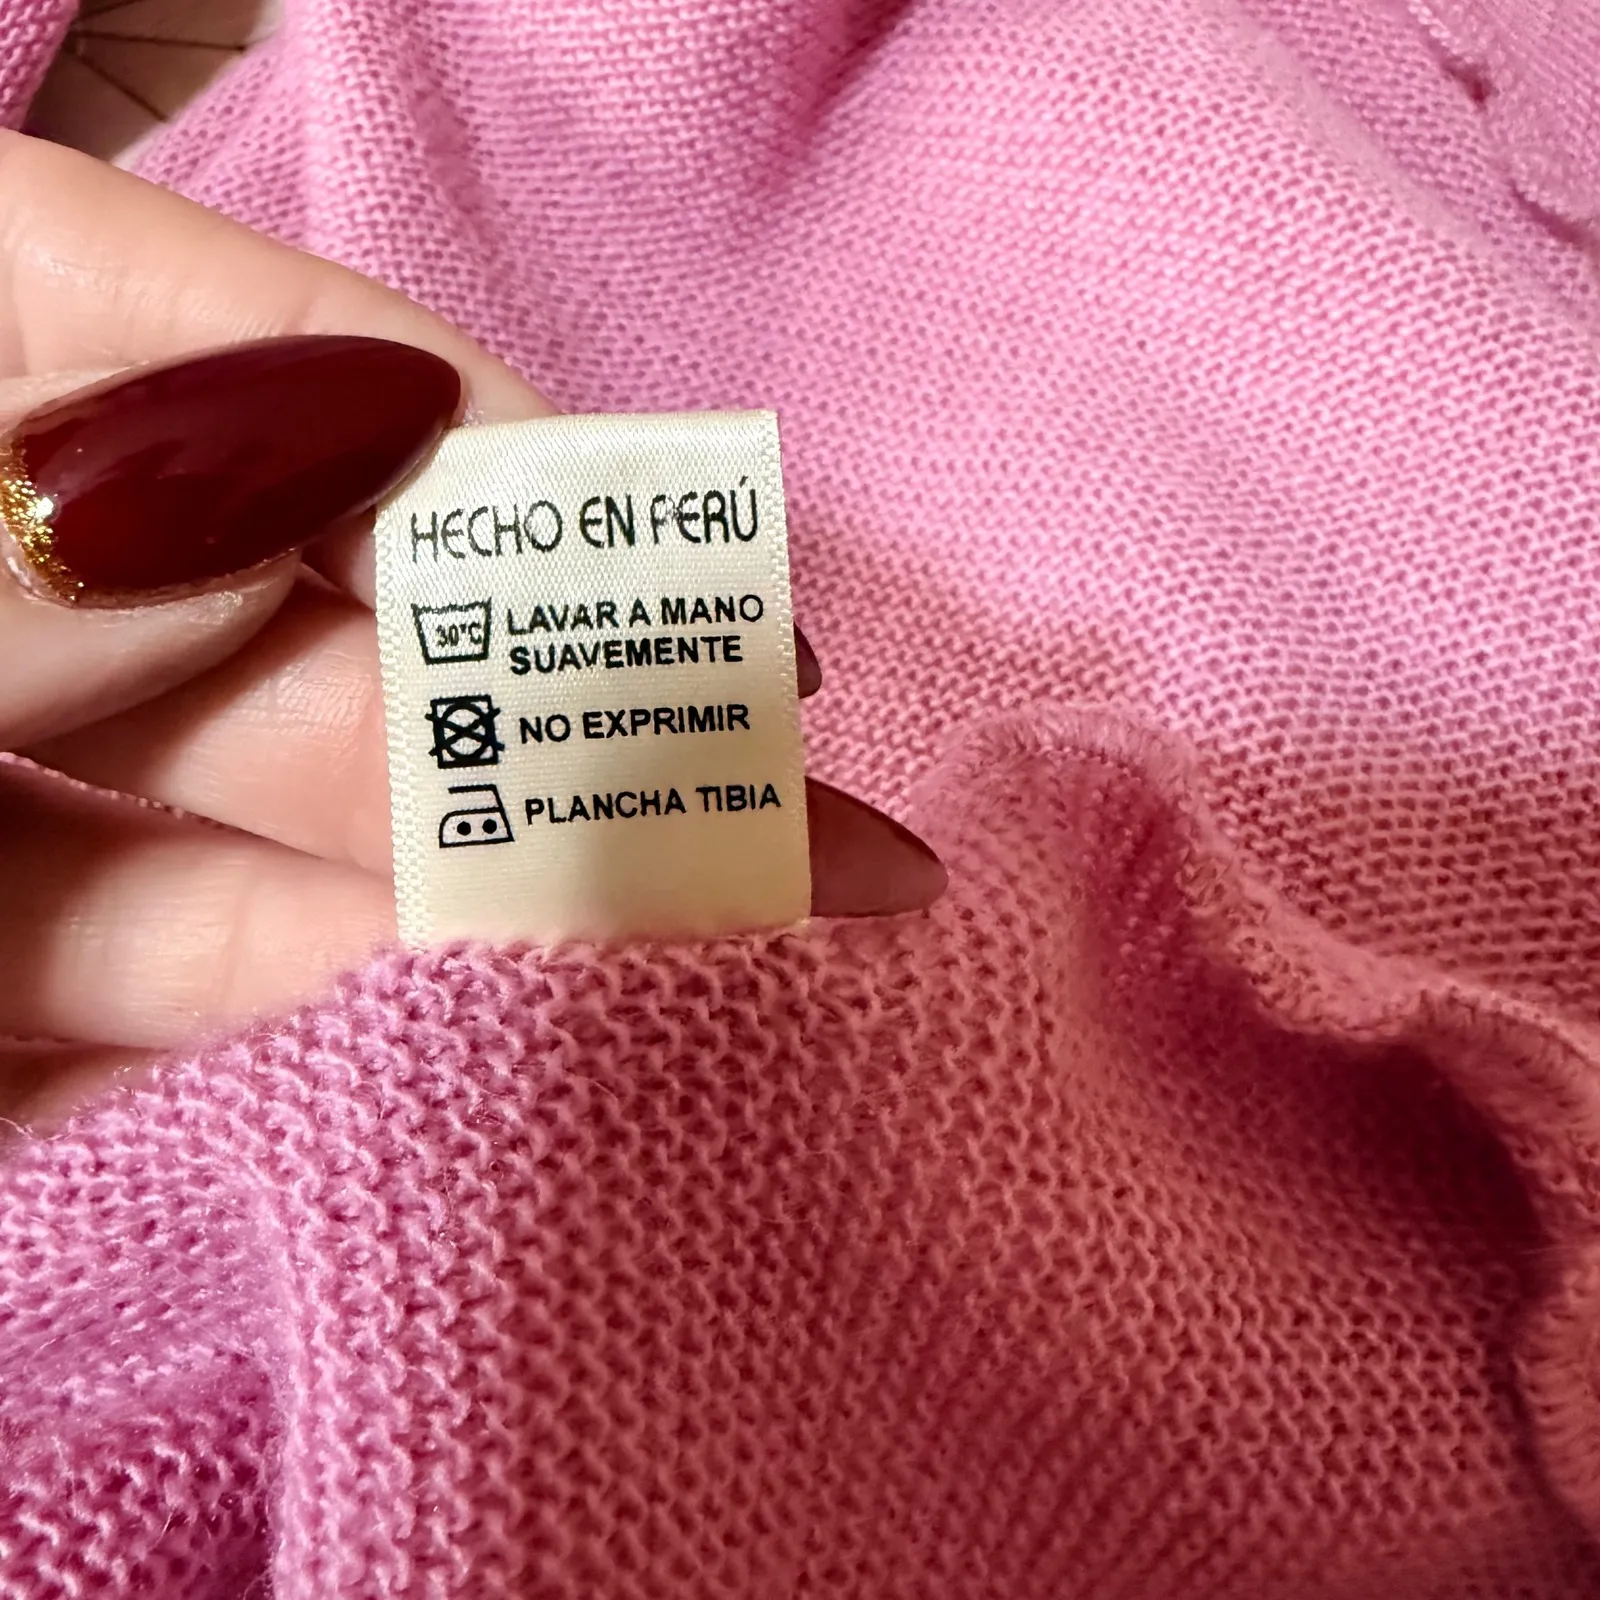 HECHO EN PERÚ
30°C LAVAR A MANO
SUAVEMENTE
NO EXPRIMIR
PLANCHA TIBIA